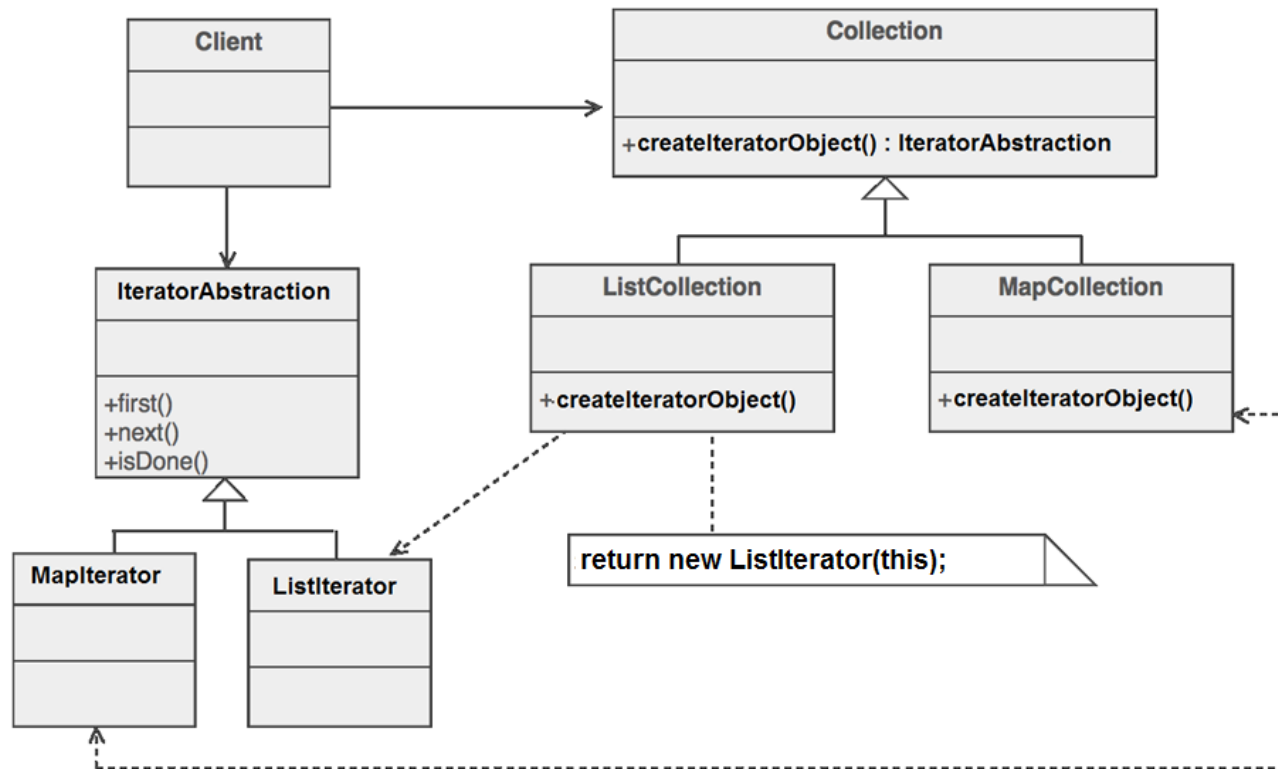 Client
Collection
+createIteratorObject() : IteratorAbstraction
IteratorAbstraction
+first()
+next()
+isDone()
ListCollection
+createIteratorObject()
MapCollection
+createIteratorObject()
return new ListIterator(this);
MapIterator
ListIterator